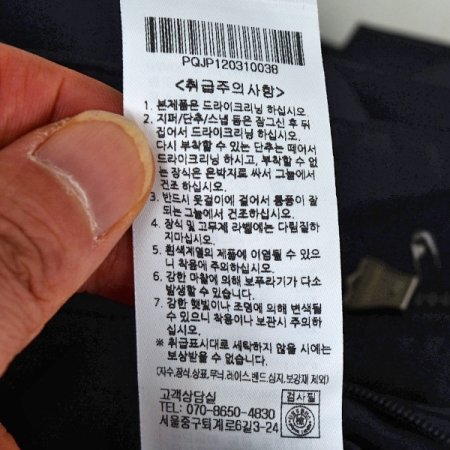 PQJP12031003B
<취급주의사항>
1. 본제품은 드라이크리닝 하십시오.
2. 지퍼/단추/스냅 등은 잠그신 후 뒤
집어서 드라이크리닝 하십시오.
다시 부착할 수 있는 단추는 떼어서
드라이크리닝 하시고, 부착할 수 없
는 장식은 은박지로 싸서 그늘에서
건조 하십시오.
3. 반드시 옷걸이에 걸어서 통풍이 잘
되는 그늘에서 건조하십시오.
4. 장식 및 고무제 라벨에는 다림질하
지마십시오.
5. 흰색계열의 제품에 이염될 수 있으
니 착용에 주의하십시오.
6. 강한 마찰에 의해 보푸라기가 다소
발생할 수 있습니다.
7. 강한 햇빛이나 조명에 의해 변색될
수 있으니 착용이나 보관시 주의하
십시오.
※ 취급표시대로 세탁하지 않을 시에는
보상받을 수 없습니다.
(자수,장식,상표,무늬,레이스밴드,심지,보강재 제외)
고객상담실 검사필
TEL: 070-8650-4830
서울중구퇴계로6길3-24